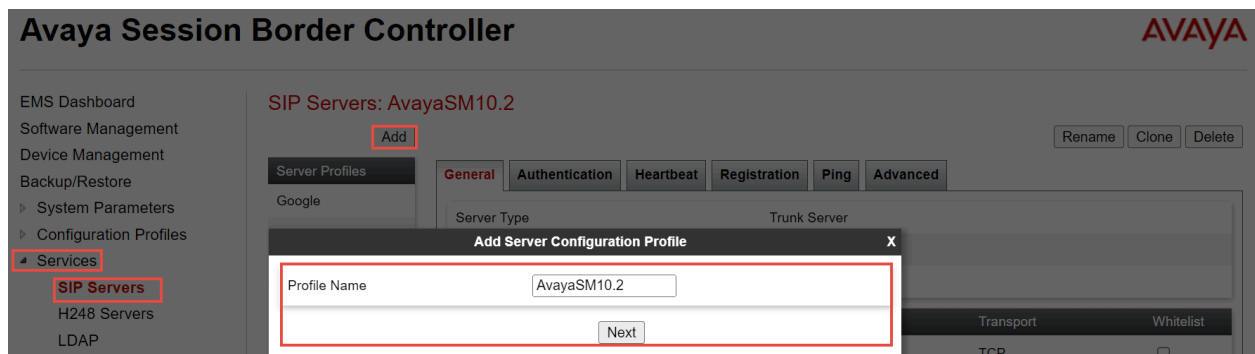 Avaya Session Border Controller
AVAYA
EMS Dashboard
Software Management
Device Management
Backup/Restore
System Parameters
Configuration Profiles
Services
SIP Servers
H248 Servers
LDAP
SIP Servers: AvayaSM10.2
Add
Rename Clone Delete
Server Profiles
Google
General Authentication Heartbeat Registration Ping Advanced
Server Type Trunk Server
Add Server Configuration Profile X
Profile Name AvayaSM10.2
Next
Transport Whitelist
TCP